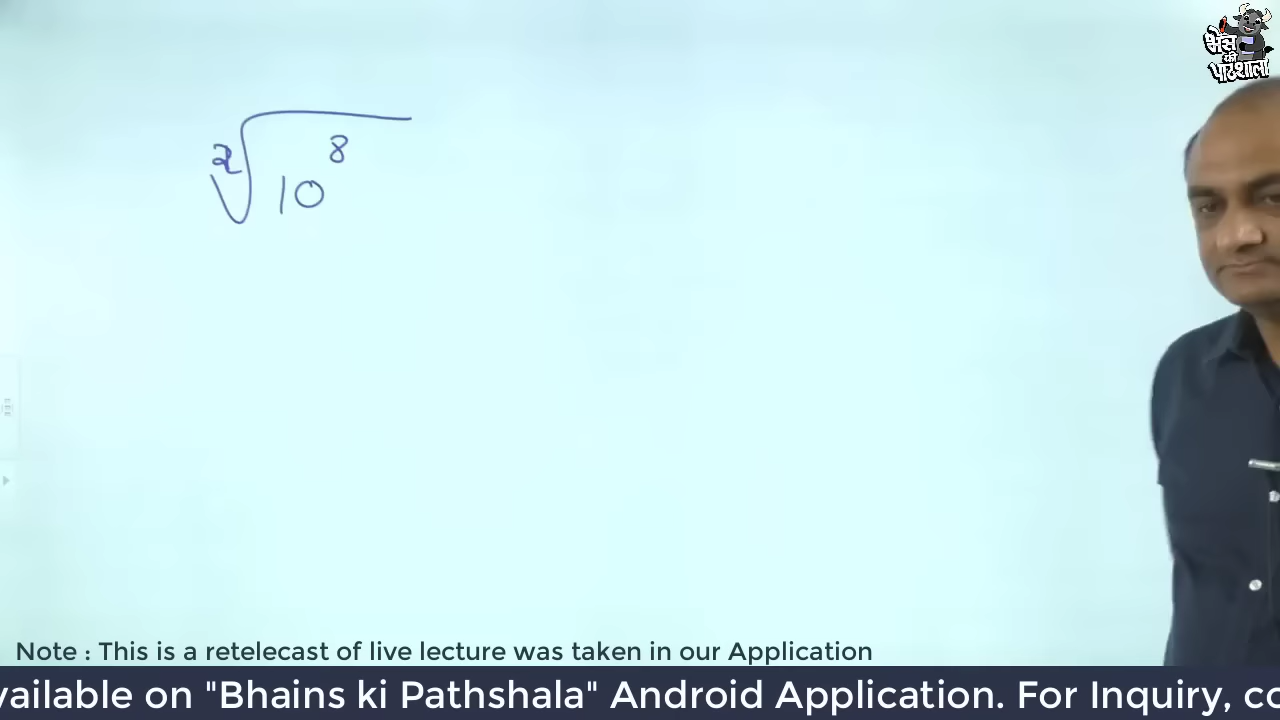 भैंस
की
पाठशाला
²√10⁸
Note : This is a retelecast of live lecture was taken in our Application
vailable on "Bhains ki Pathshala" Android Application. For Inquiry, co